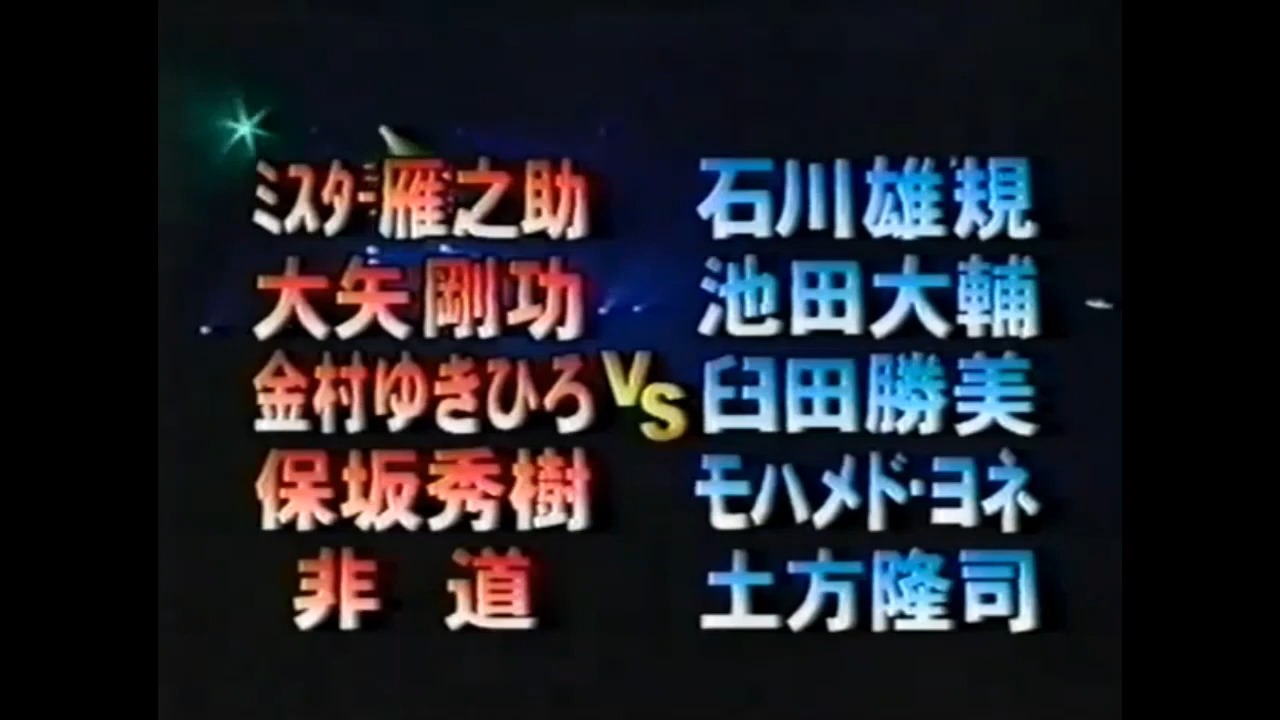 ミスター雁之助
大矢剛功
金村ゆきひろ
保坂秀樹
非道
VS
石川雄規
池田大輔
臼田勝美
モハメド・ヨネ
土方隆司